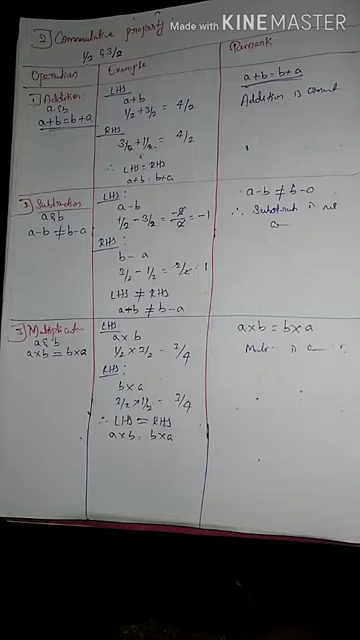 Made with KINEMASTER
2) Commutative property
1/2 & 3/2
Operation
Example
Remark
1) Addition:
a & b
a+b = b+a
LHS
a+b
1/2 + 3/2 = 4/2
RHS
3/2 + 1/2 = 4/2
∴ LHS = RHS
a+b = b+a
a+b = b+a
Addition is commut
2) Subtraction
a & b
a-b ≠ b-a
LHS:
a-b
1/2 - 3/2 = -2/2 = -1
RHS:
b - a
3/2 - 1/2 = 2/2 = 1
LHS ≠ RHS
a+b ≠ b-a
a-b ≠ b-a
∴ Subtract is not
3) Multiplication
a & b
a×b = b×a
LHS
a × b
1/2 × 3/2 = 3/4
RHS:
b × a
3/2 × 1/2 = 3/4
∴ LHS = RHS
a×b = b×a
a×b = b×a
is